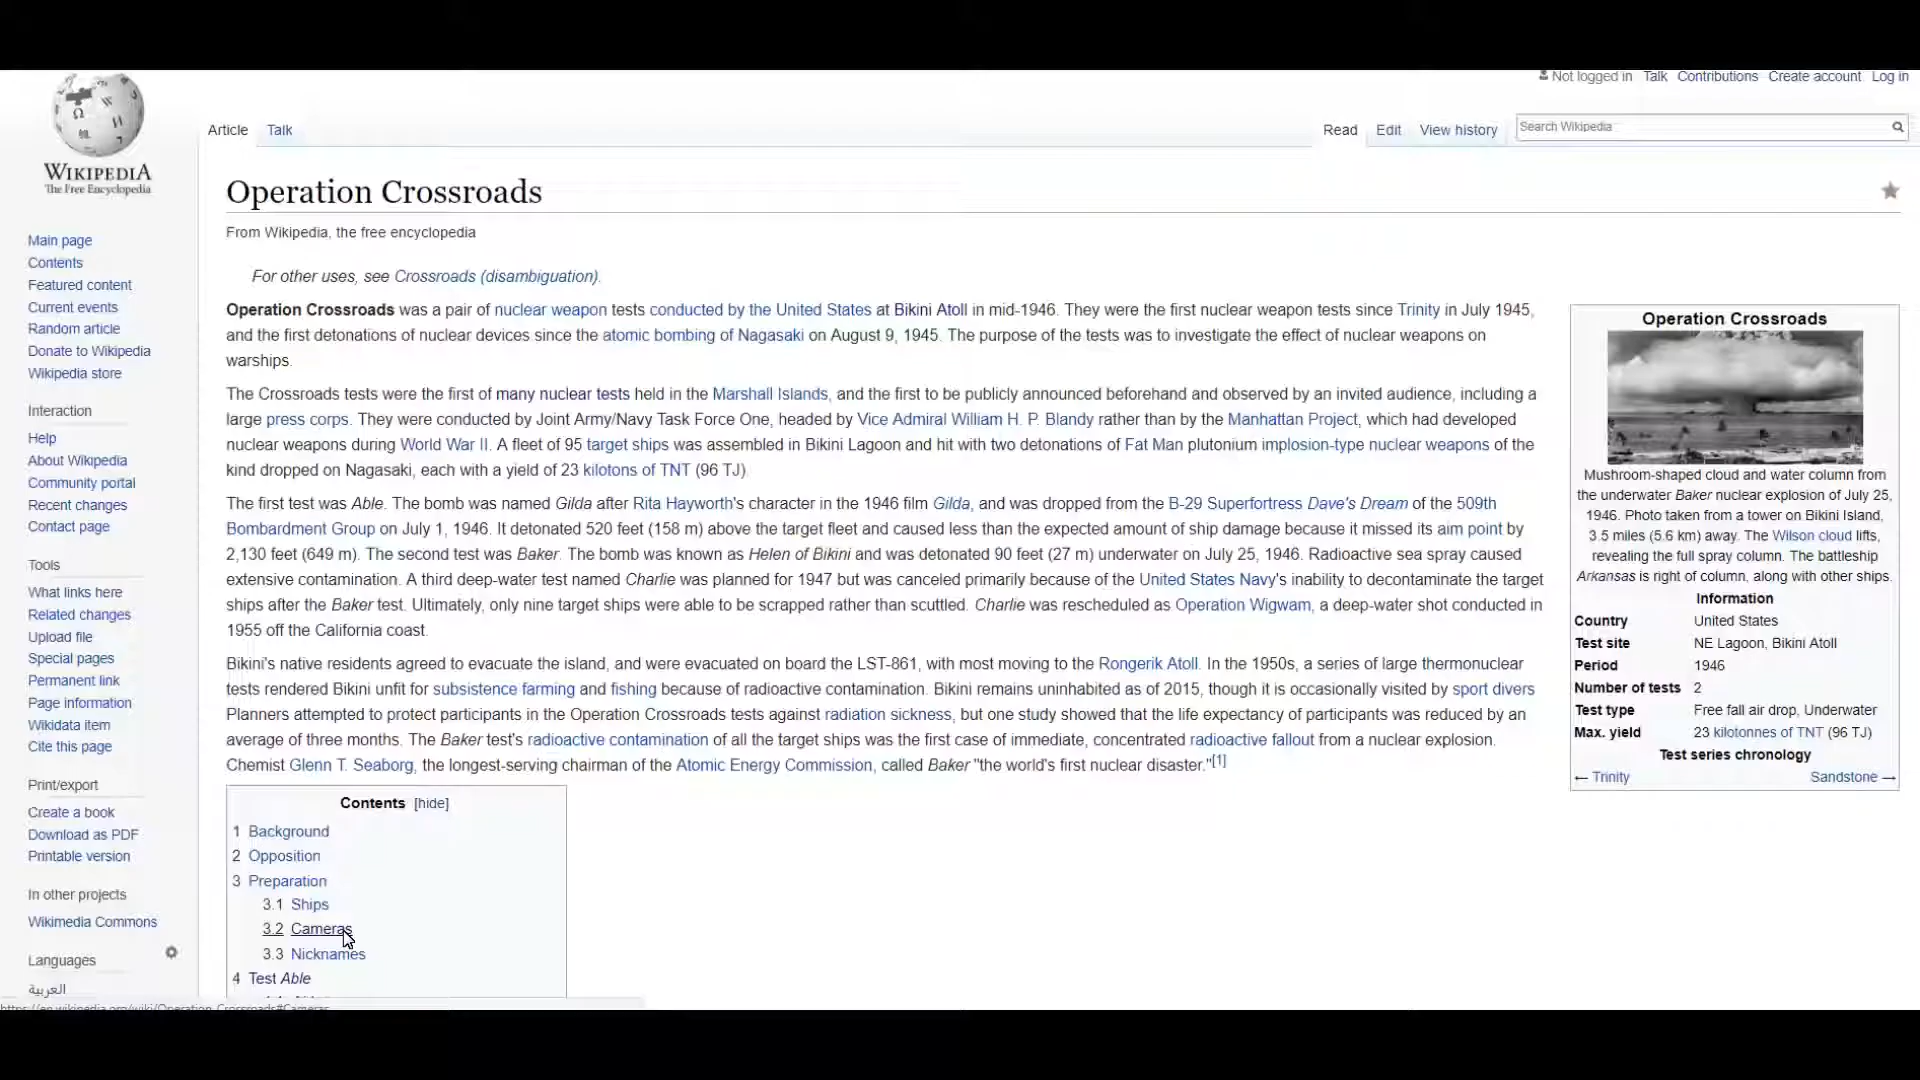 Not logged in Talk Contributions Create account Log in
WIKIPEDIA
The Free Encyclopedia
Article Talk
Read Edit View history
Search Wikipedia
Operation Crossroads
From Wikipedia, the free encyclopedia
For other uses, see Crossroads (disambiguation).
Operation Crossroads was a pair of nuclear weapon tests conducted by the United States at Bikini Atoll in mid-1946. They were the first nuclear weapon tests since Trinity in July 1945,
and the first detonations of nuclear devices since the atomic bombing of Nagasaki on August 9, 1945. The purpose of the tests was to investigate the effect of nuclear weapons on
warships.
The Crossroads tests were the first of many nuclear tests held in the Marshall Islands, and the first to be publicly announced beforehand and observed by an invited audience, including a
large press corps. They were conducted by Joint Army/Navy Task Force One, headed by Vice Admiral William H. P. Blandy rather than by the Manhattan Project, which had developed
nuclear weapons during World War II. A fleet of 95 target ships was assembled in Bikini Lagoon and hit with two detonations of Fat Man plutonium implosion-type nuclear weapons of the
kind dropped on Nagasaki, each with a yield of 23 kilotons of TNT (96 TJ).
The first test was Able. The bomb was named Gilda after Rita Hayworth's character in the 1946 film Gilda, and was dropped from the B-29 Superfortress Dave's Dream of the 509th
Bombardment Group on July 1, 1946. It detonated 520 feet (158 m) above the target fleet and caused less than the expected amount of ship damage because it missed its aim point by
2,130 feet (649 m). The second test was Baker. The bomb was known as Helen of Bikini and was detonated 90 feet (27 m) underwater on July 25, 1946. Radioactive sea spray caused
extensive contamination. A third deep-water test named Charlie was planned for 1947 but was canceled primarily because of the United States Navy's inability to decontaminate the target
ships after the Baker test. Ultimately, only nine target ships were able to be scrapped rather than scuttled. Charlie was rescheduled as Operation Wigwam, a deep-water shot conducted in
1955 off the California coast.
Bikini's native residents agreed to evacuate the island, and were evacuated on board the LST-861, with most moving to the Rongerik Atoll. In the 1950s, a series of large thermonuclear
tests rendered Bikini unfit for subsistence farming and fishing because of radioactive contamination. Bikini remains uninhabited as of 2015, though it is occasionally visited by sport divers
Planners attempted to protect participants in the Operation Crossroads tests against radiation sickness, but one study showed that the life expectancy of participants was reduced by an
average of three months. The Baker test's radioactive contamination of all the target ships was the first case of immediate, concentrated radioactive fallout from a nuclear explosion.
Chemist Glenn T. Seaborg, the longest-serving chairman of the Atomic Energy Commission, called Baker "the world's first nuclear disaster."[1]
Contents [hide]
1 Background
2 Opposition
3 Preparation
3.1 Ships
3.2 Cameras
3.3 Nicknames
4 Test Able
Operation Crossroads
Mushroom-shaped cloud and water column from
the underwater Baker nuclear explosion of July 25,
1946. Photo taken from a tower on Bikini Island,
3.5 miles (5.6 km) away. The Wilson cloud lifts,
revealing the full spray column. The battleship
Arkansas is right of column, along with other ships.
Information
Country United States
Test site NE Lagoon, Bikini Atoll
Period 1946
Number of tests 2
Test type Free fall air drop, Underwater
Max. yield 23 kilotonnes of TNT (96 TJ)
Test series chronology
← Trinity Sandstone →
Main page
Contents
Featured content
Current events
Random article
Donate to Wikipedia
Wikipedia store
Interaction
Help
About Wikipedia
Community portal
Recent changes
Contact page
Tools
What links here
Related changes
Upload file
Special pages
Permanent link
Page information
Wikidata item
Cite this page
Print/export
Create a book
Download as PDF
Printable version
In other projects
Wikimedia Commons
Languages
العربية
https://en.wikipedia.org/wiki/Operation_Crossroads#Cameras